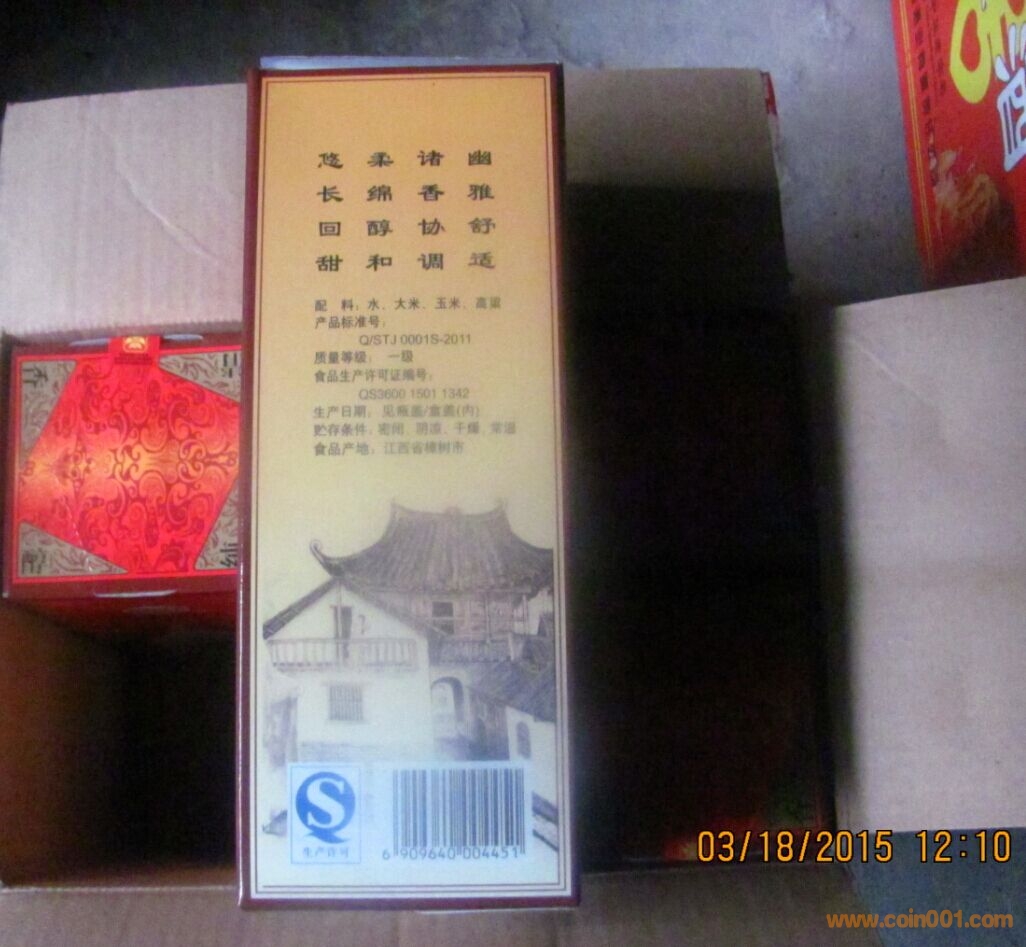 幽雅舒适
诸香协调
柔绵醇和
悠长回甜
配 料：水、大米、玉米、高粱
产品标准号：
Q/STJ 0001S-2011
质量等级： 一级
食品生产许可证编号：
QS3600 1501 1342
生产日期：见瓶盖/盒盖(内)
贮存条件：密闭、阴凉、干燥、常温
食品产地：江西省樟树市
生产许可
6 909640 004451
03/18/2015 12:10
www.coin001.com